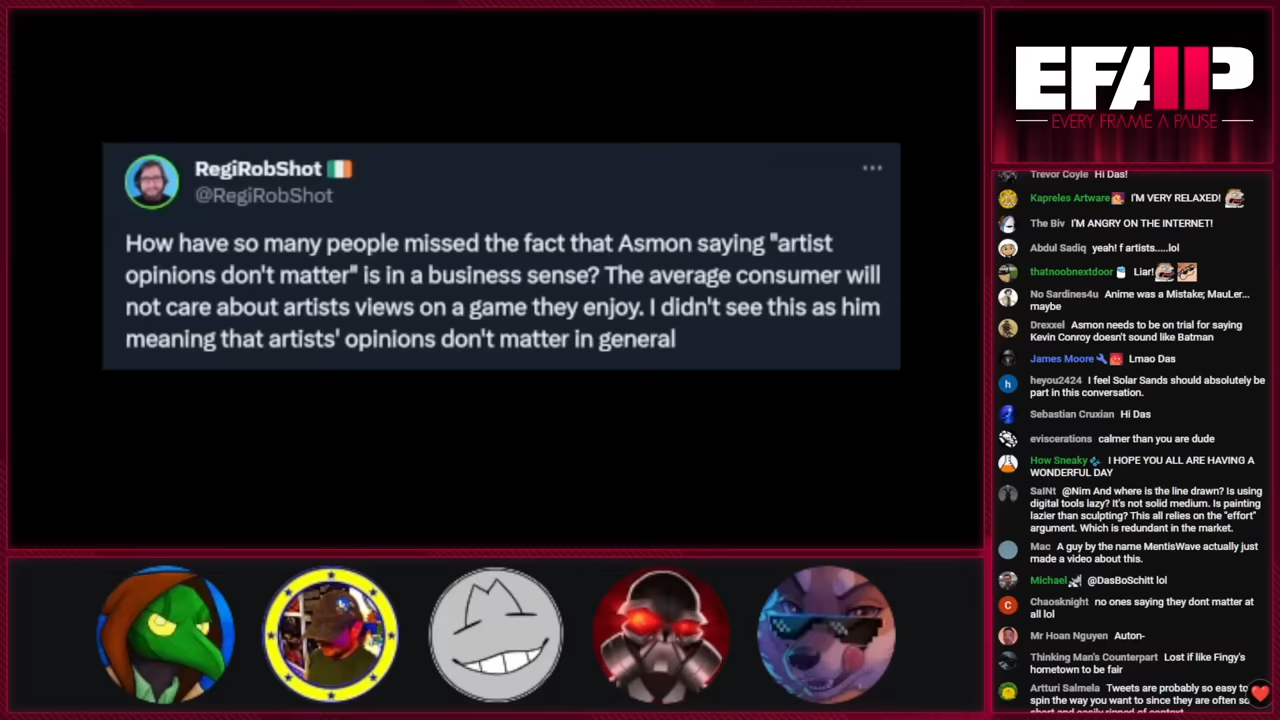 RegiRobShot
@RegiRobShot
How have so many people missed the fact that Asmon saying "artist
opinions don't matter" is in a business sense? The average consumer will
not care about artists views on a game they enjoy. I didn't see this as him
meaning that artists' opinions don't matter in general
EFAP
EVERY FRAME A PAUSE
Trevor Coyle Hi Das!
Kapreles Artware I'M VERY RELAXED!
The Biv I'M ANGRY ON THE INTERNET!
Abdul Sadiq yeah! f artists.....lol
thatnoobnextdoor Liar!
No Sardines4u Anime was a Mistake; MauLer...
maybe
Drexxel Asmon needs to be on trial for saying
Kevin Conroy doesn't sound like Batman
James Moore Lmao Das
h
heyou2424 I feel Solar Sands should absolutely be
part in this conversation.
Sebastian Cruxian Hi Das
eviscerations calmer than you are dude
How Sneaky I HOPE YOU ALL ARE HAVING A
WONDERFUL DAY
SaINt @Nim And where is the line drawn? Is using
digital tools lazy? It's not solid medium. Is painting
lazier than sculpting? This all relies on the "effort"
argument. Which is redundant in the market.
Mac A guy by the name MentisWave actually just
made a video about this.
Michael @DasBoSchitt lol
C
Chaosknight no ones saying they dont matter at
all lol
Mr Hoan Nguyen Auton-
Thinking Man's Counterpart Lost if like Fingy's
hometown to be fair
Artturi Salmela Tweets are probably so easy to
spin the way you want to since they are often so
short and easily ripped of context